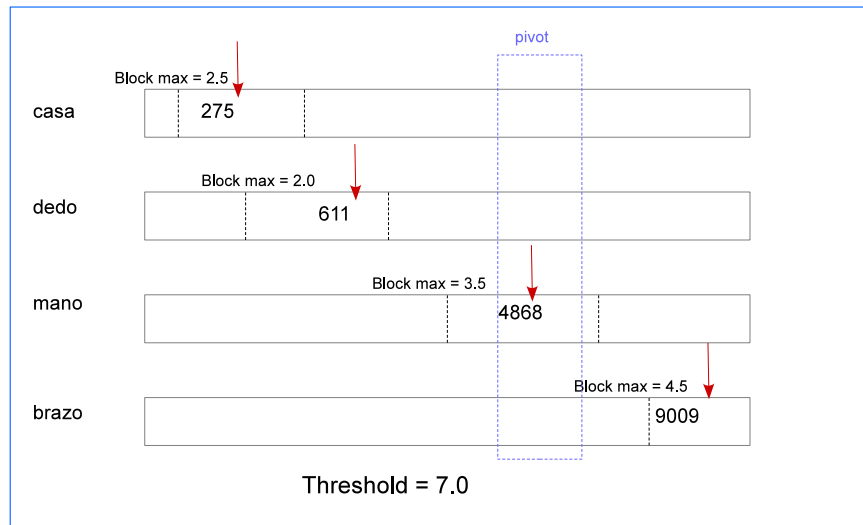 pivot
Block max = 2.5
casa
275
Block max = 2.0
dedo
611
Block max = 3.5
mano
4868
Block max = 4.5
brazo
9009
Threshold = 7.0